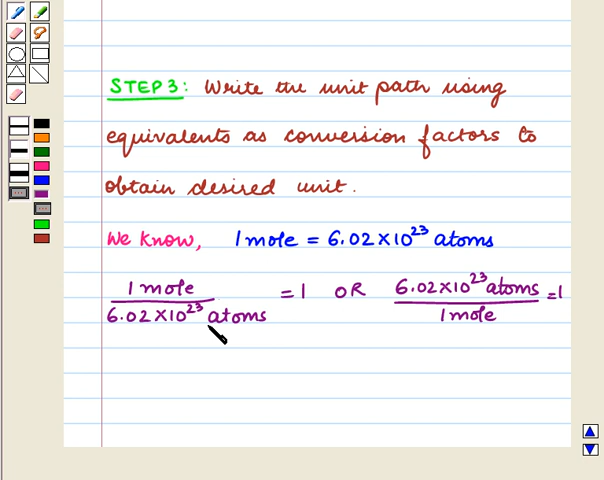 STEP 3: Write the unit path using
equivalents as conversion factors to
obtain desired unit.
We know, 1 mole = 6.02 × 10²³ atoms
1 mole / 6.02 × 10²³ atoms = 1 OR 6.02 × 10²³ atoms / 1 mole = 1